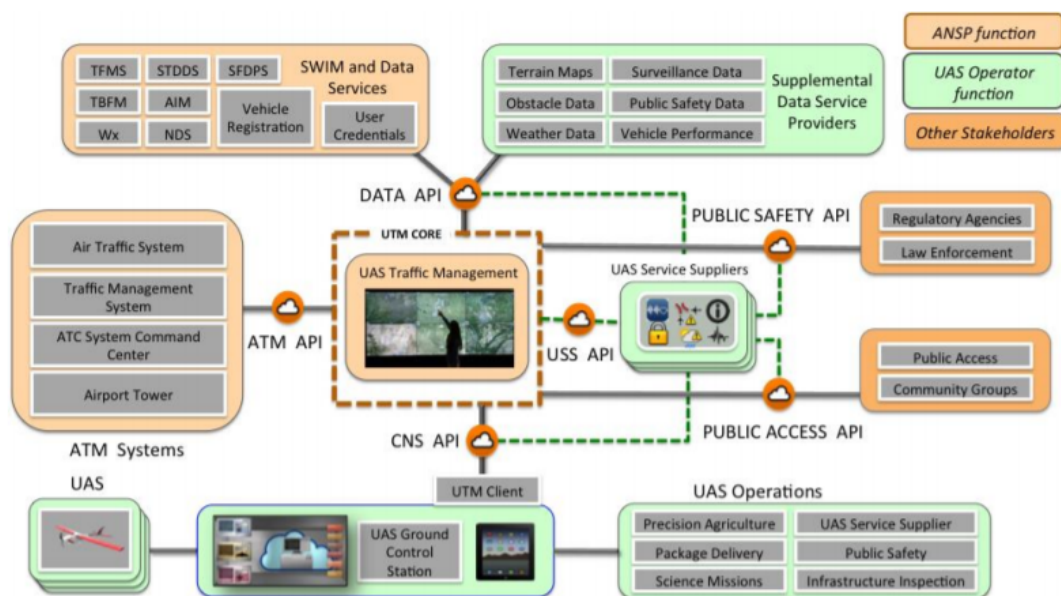 TFMS
STDDS
SFDPS
SWIM and Data
Services
TBFM
AIM
Vehicle
Registration
User
Credentials
Wx
NDS
Terrain Maps
Surveillance Data
Supplemental
Data Service
Providers
Obstacle Data
Public Safety Data
Weather Data
Vehicle Performance
ANSP function
UAS Operator
function
Other Stakeholders
DATA API
PUBLIC SAFETY API
Regulatory Agencies
Law Enforcement
Air Traffic System
Traffic Management
System
ATC System Command
Center
Airport Tower
ATM Systems
ATM API
UTM CORE
UAS Traffic Management
USS API
UAS Service Suppliers
Public Access
Community Groups
PUBLIC ACCESS API
CNS API
UAS
UTM Client
UAS Ground
Control
Station
UAS Operations
Precision Agriculture
UAS Service Supplier
Package Delivery
Public Safety
Science Missions
Infrastructure Inspection